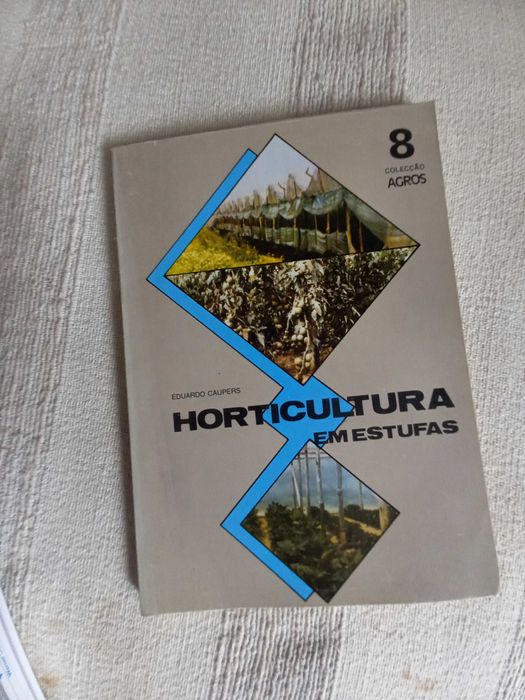 8
COLECÇÃO
AGROS
EDUARDO CAUPERS
HORTICULTURA
EM ESTUFAS